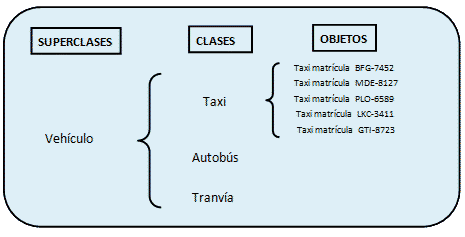 SUPERCLASES
CLASES
OBJETOS
Vehículo
Taxi
Autobús
Tranvía
Taxi matrícula BFG-7452
Taxi matrícula MDE-8127
Taxi matrícula PLO-6589
Taxi matrícula LKC-3411
Taxi matrícula GTI-8723